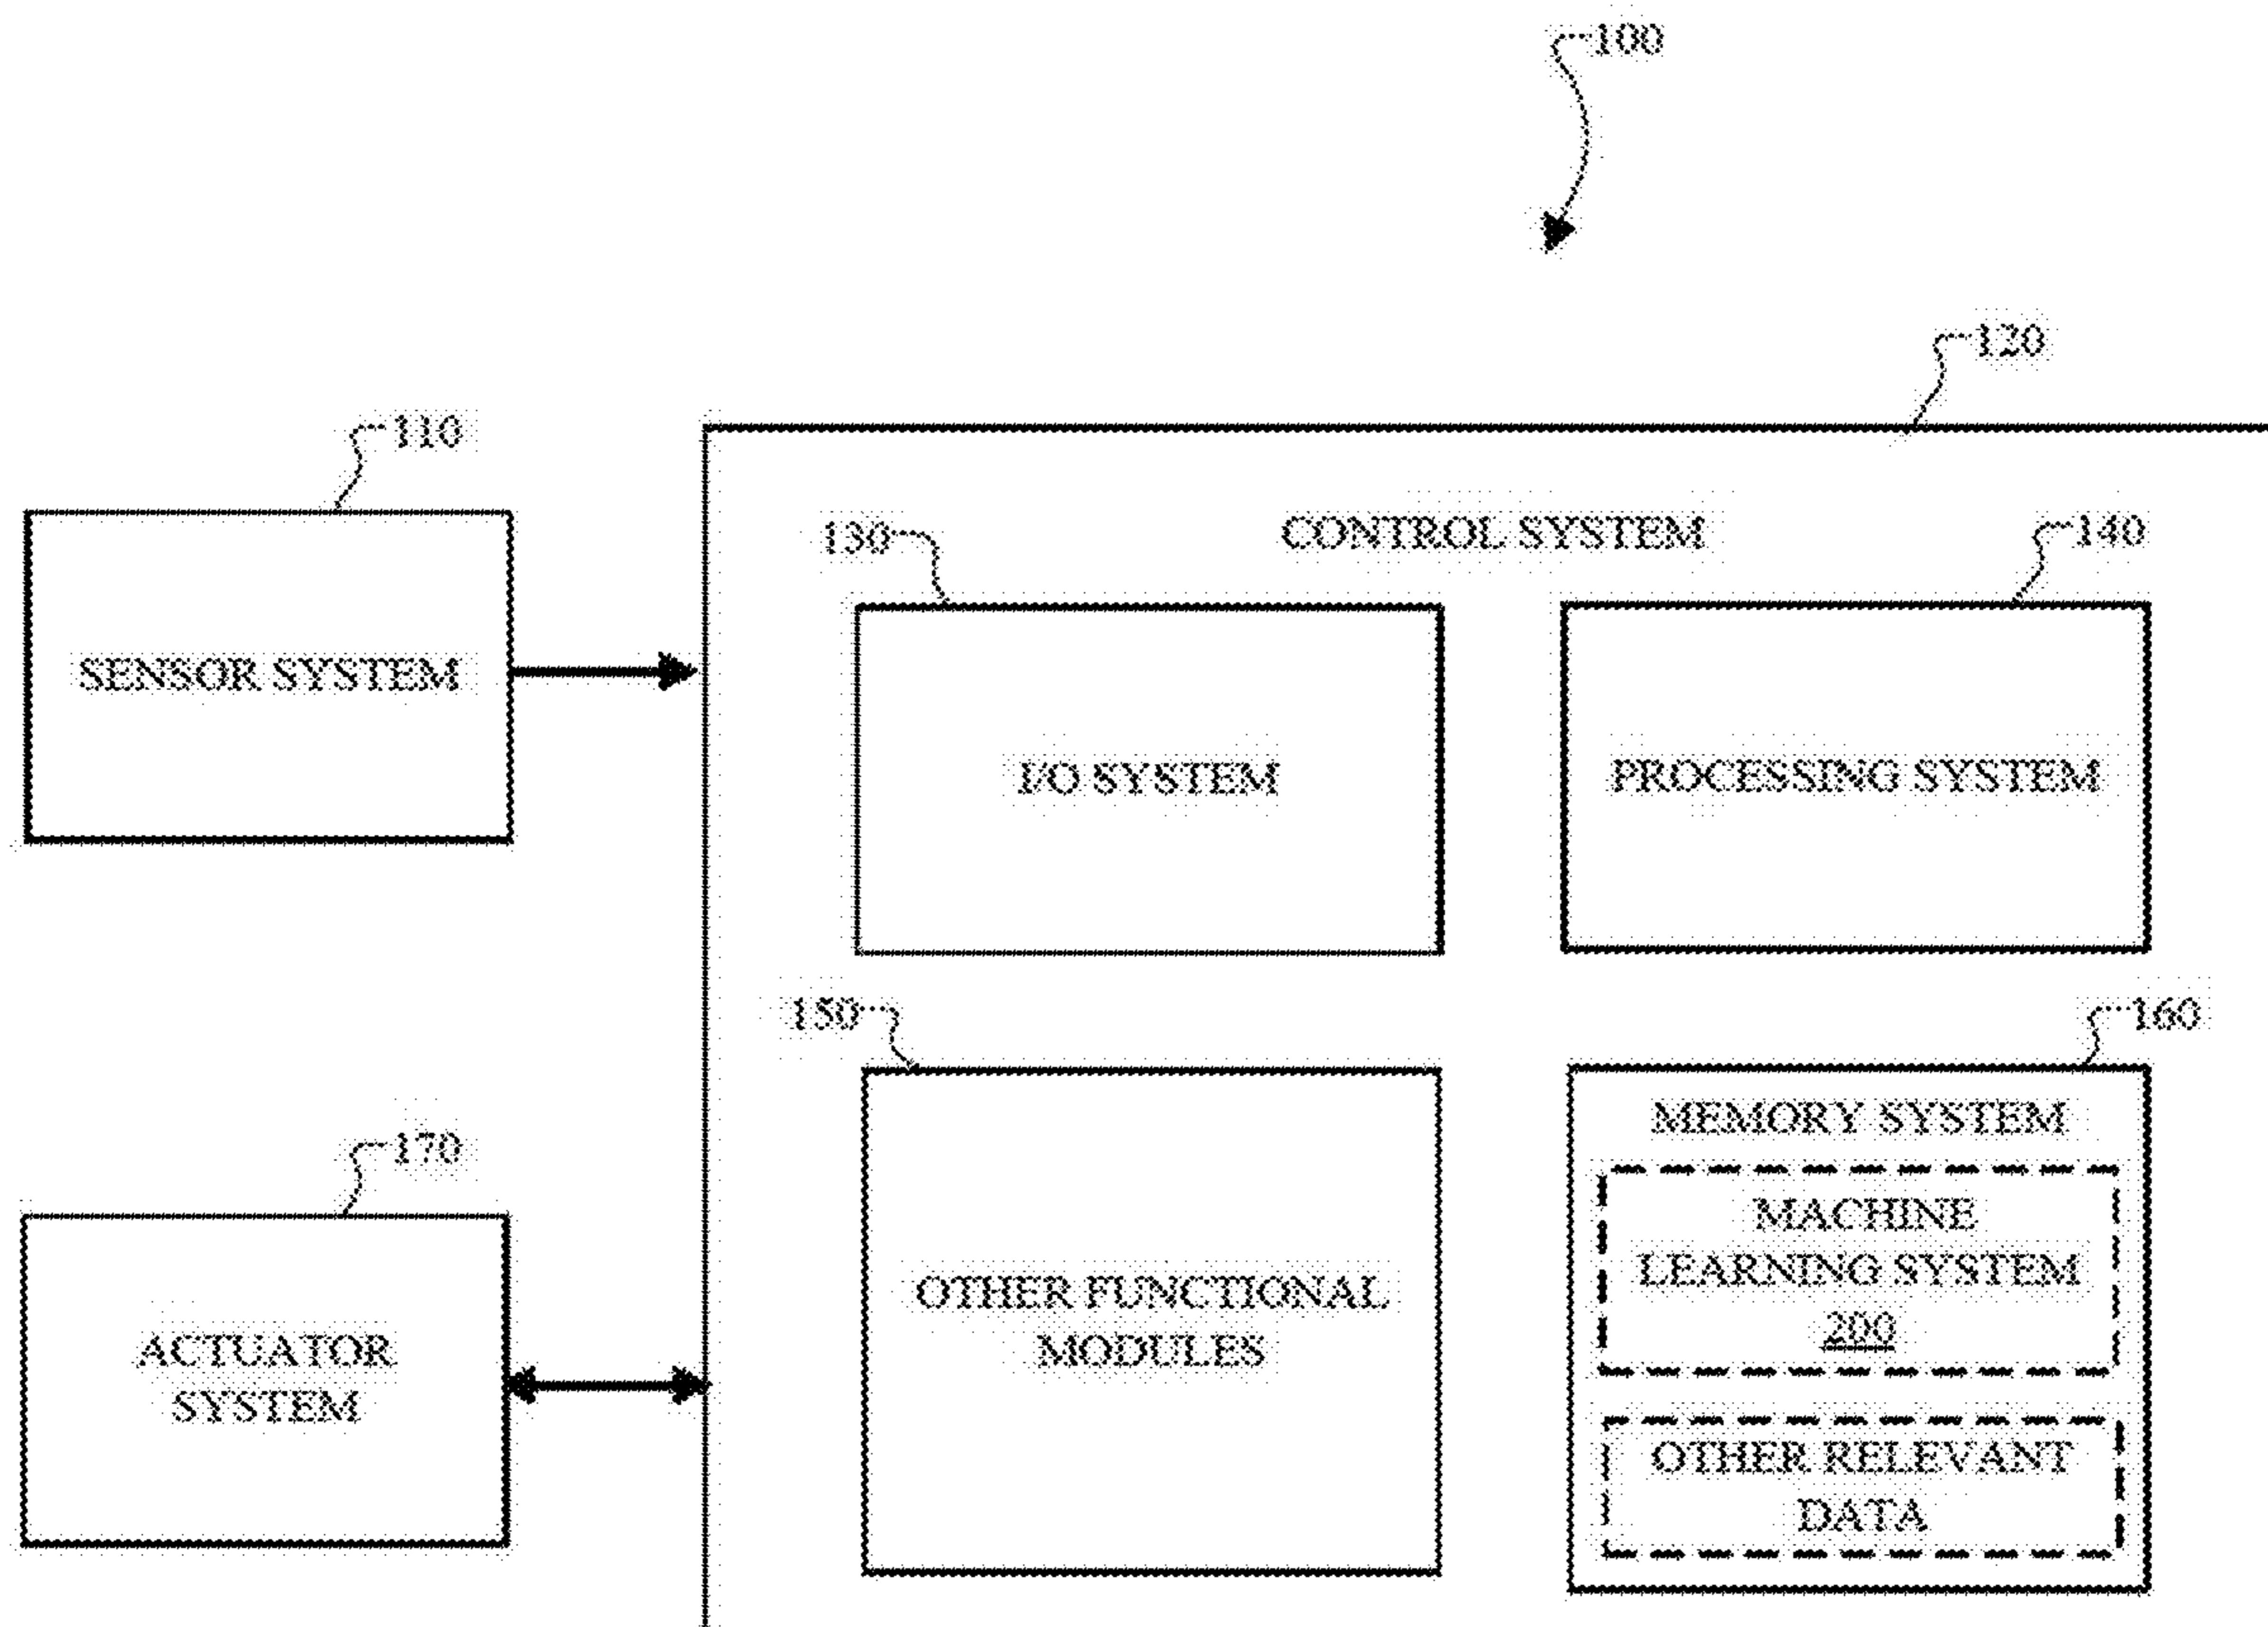 100
120
110
CONTROL SYSTEM
130
140
SENSOR SYSTEM
I/O SYSTEM
PROCESSING SYSTEM
150
160
170
MEMORY SYSTEM
MACHINE
LEARNING SYSTEM
200
OTHER FUNCTIONAL
MODULES
ACTUATOR
SYSTEM
OTHER RELEVANT
DATA